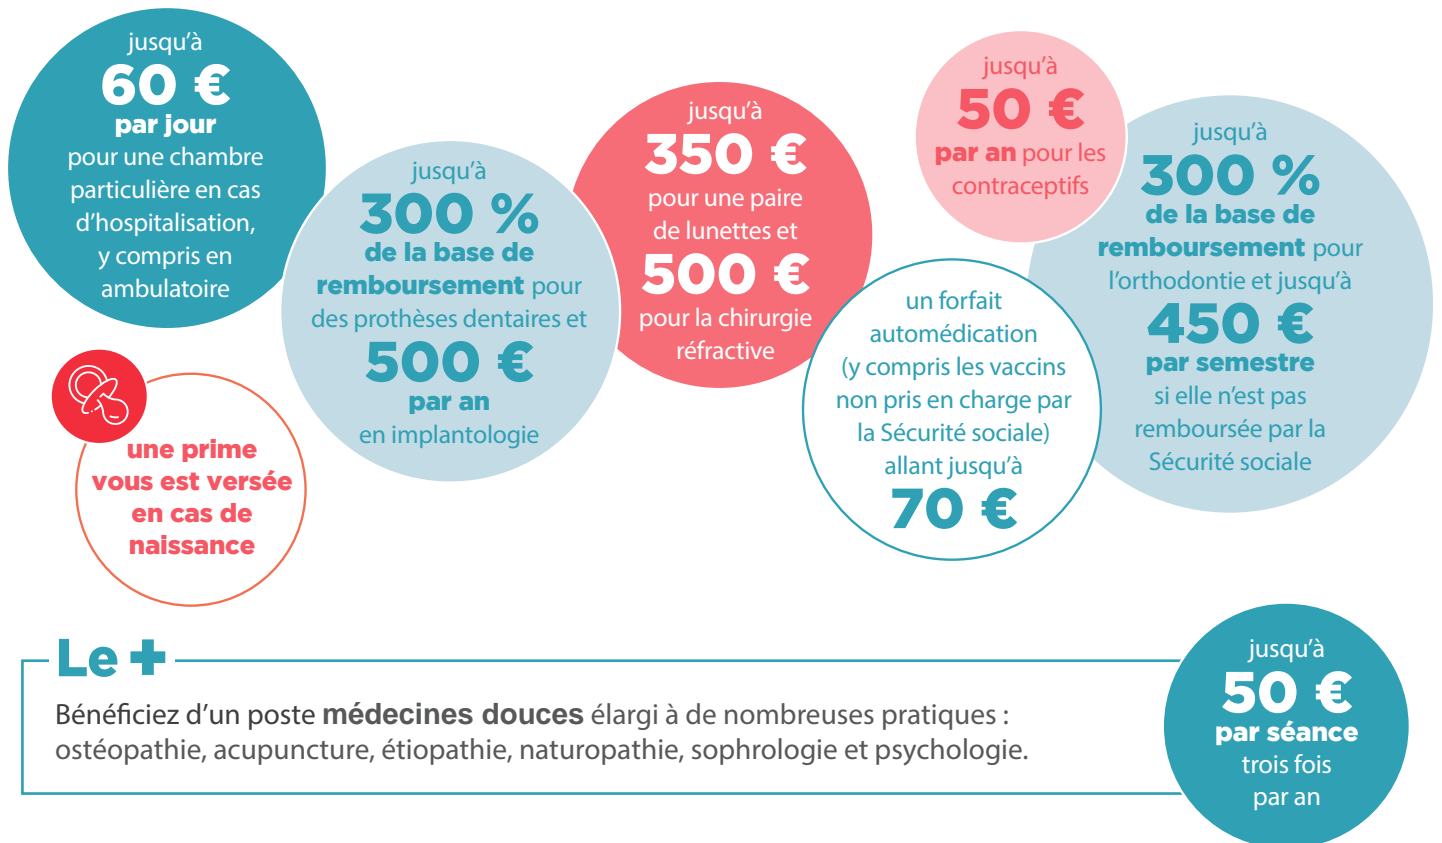 jusqu’à
60 €
par jour
pour une chambre
particulière en cas
d’hospitalisation,
y compris en
ambulatoire
jusqu’à
300 %
de la base de
remboursement pour
des prothèses dentaires et
500 €
par an
en implantologie
jusqu’à
350 €
pour une paire
de lunettes et
500 €
pour la chirurgie
réfractive
jusqu’à
50 €
par an pour les
contraceptifs
jusqu’à
300 %
de la base de
remboursement pour
l’orthodontie et jusqu’à
450 €
par semestre
si elle n’est pas
remboursée par la
Sécurité sociale
un forfait
automédication
(y compris les vaccins
non pris en charge par
la Sécurité sociale)
allant jusqu’à
70 €
une prime
vous est versée
en cas de
naissance
Le +
Bénéficiez d’un poste médecines douces élargi à de nombreuses pratiques :
ostéopathie, acupuncture, étiopathie, naturopathie, sophrologie et psychologie.
jusqu’à
50 €
par séance
trois fois
par an